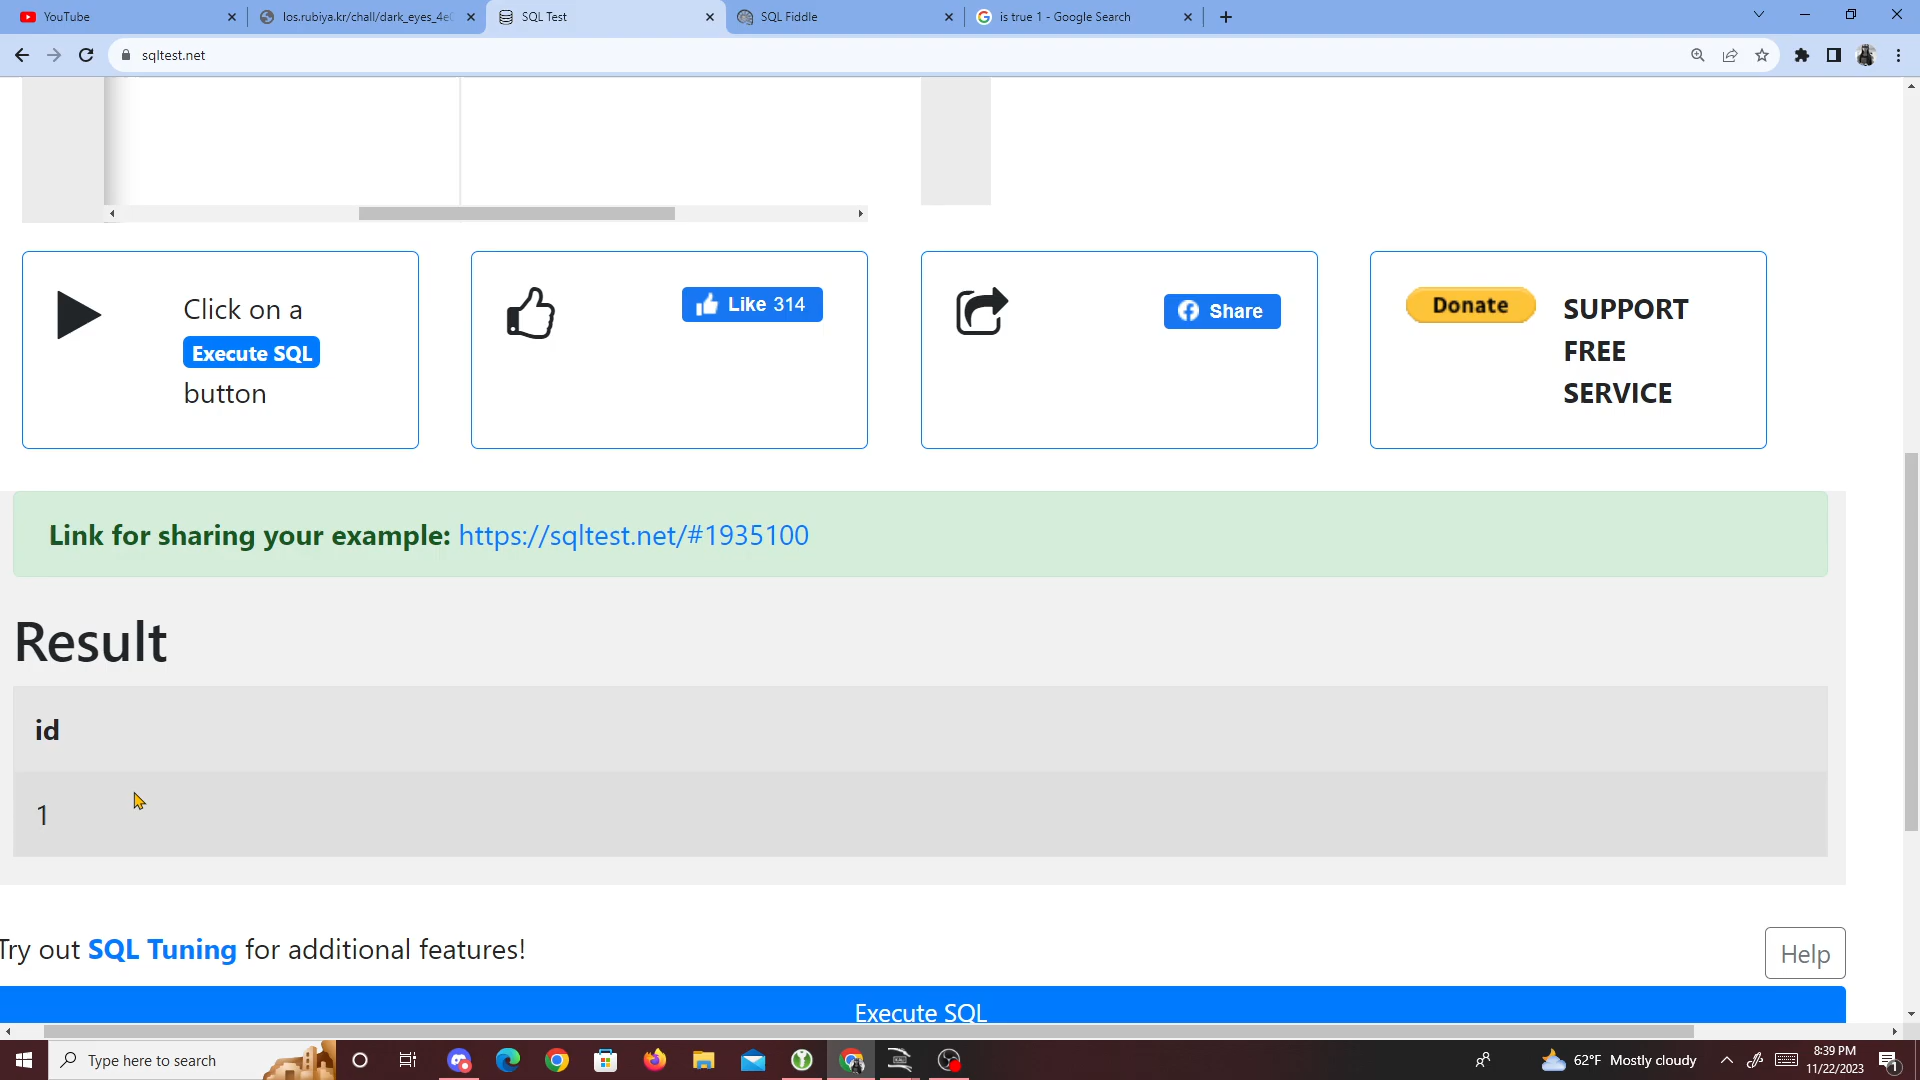 YouTube
los.rubiya.kr/chall/dark_eyes_4e0
SQL Test
SQL Fiddle
is true 1 - Google Search
sqltest.net
Click on a
Execute SQL
button
Like 314
Share
Donate
SUPPORT
FREE
SERVICE
Link for sharing your example: https://sqltest.net/#1935100
Result
id
1
Try out SQL Tuning for additional features!
Help
Execute SQL
Type here to search
62°F Mostly cloudy
8:39 PM
11/22/2023
1